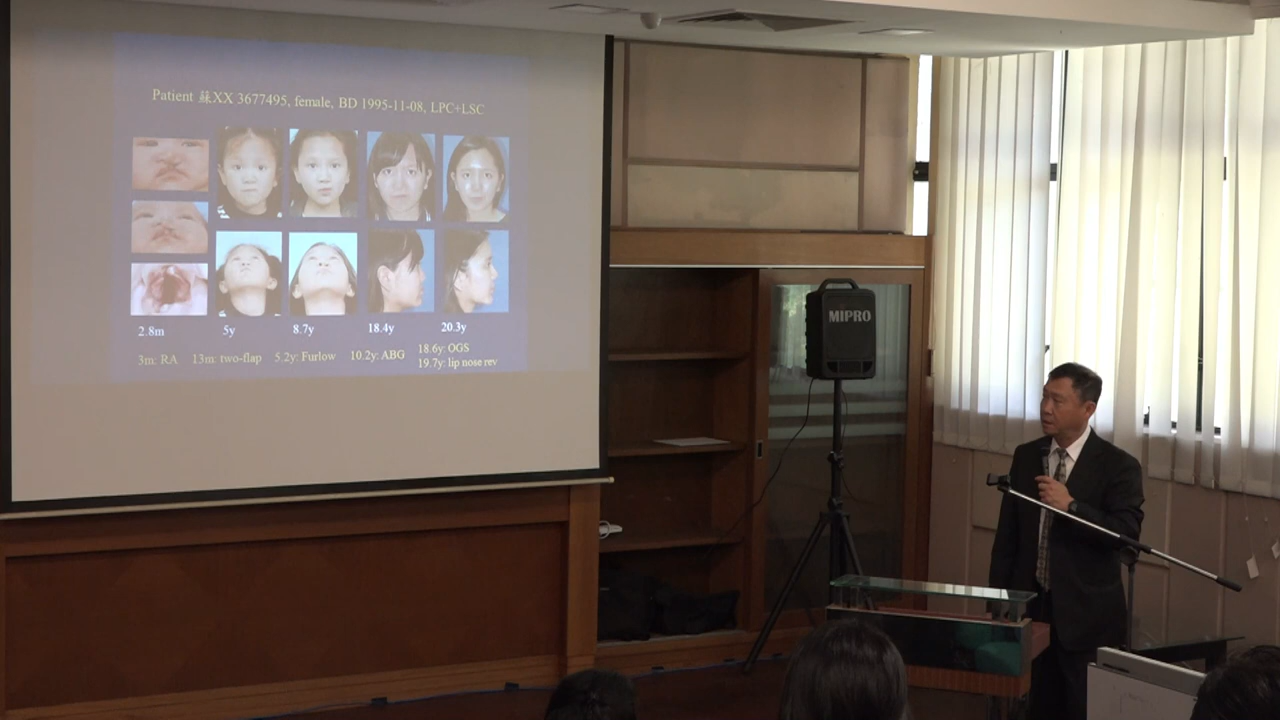 Patient 蘇XX 3677495, female, BD 1995-11-08, LPC+LSC
2.8m 5y 8.7y 18.4y 20.3y
3m: RA 13m: two-flap 5.2y: Furlow 10.2y: ABG 18.6y: OGS
19.7y: lip nose rev
MIPRO